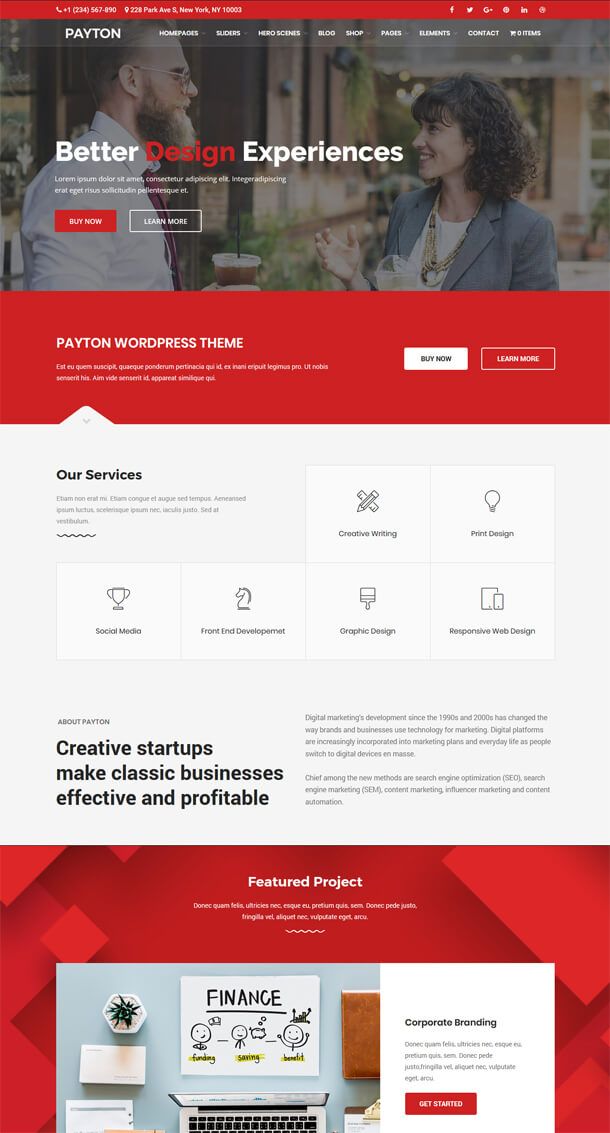 +1 (234) 567-890 228 Park Ave S, New York, NY 10003
PAYTON HOMEPAGES SLIDERS HERO SCENES BLOG SHOP PAGES ELEMENTS CONTACT 0 ITEMS
Better Design Experiences
Lorem ipsum dolor sit amet, consectetur adipiscing elit. Integeradipiscing
erat eget risus sollicitudin pellentesque et.
BUY NOW LEARN MORE
PAYTON WORDPRESS THEME
Est eu quem suscipit, quaeque ponderum pertinacia qui id, ex inani eripuit legimus pro. Ut nobis
senserit his. Aim vide senserit id, appareat similique qui.
BUY NOW LEARN MORE
Our Services
Etiam non erat mi. Etiam congue et augue sed tempus. Aeneansed
ipsum luctus, scelerisque ipsum nec, iaculis justo. Sed at
vestibulum.
Creative Writing Print Design
Social Media Front End Developemet Graphic Design Responsive Web Design
ABOUT PAYTON
Creative startups
make classic businesses
effective and profitable
Digital marketing's development since the 1990s and 2000s has changed the
way brands and businesses use technology for marketing. Digital platforms
are increasingly incorporated into marketing plans and everyday life as people
switch to digital devices en masse.
Chief among the new methods are search engine optimization (SEO), search
engine marketing (SEM), content marketing, influencer marketing and content
automation.
Featured Project
Donec quam felis, ultricies nec, esque eu, pretium quis, sem. Donec pede justo,
fringilla vel, aliquet nec, vulputate eget, arcu.
FINANCE
funding saving benefit
Corporate Branding
Donec quam felis, ultricies nec, esque eu,
pretium quis, sem. Donec pede
justo,fringilla vel, aliquet nec, vulputate
eget, arcu.
GET STARTED